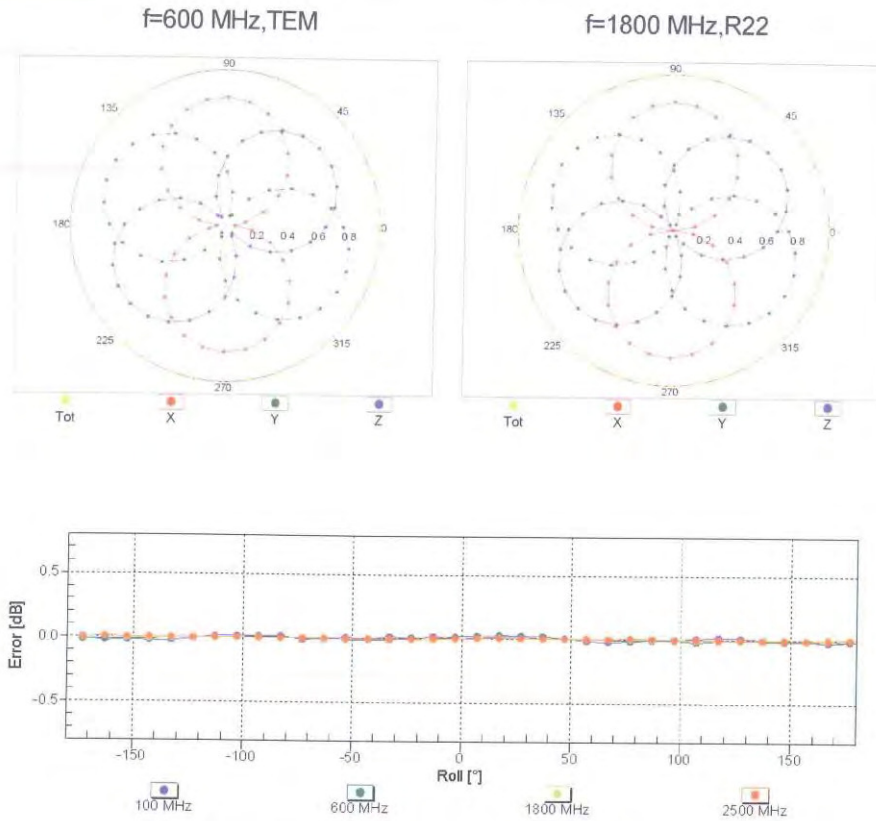 f=600 MHz,TEM
f=1800 MHz,R22
90
135
45
180
0.2 0.4 0.6 0.8
0
225
315
270
Tot X Y Z
90
135
45
180
0.2 0.4 0.6 0.8
0
225
315
270
Tot X Y Z
Error [dB]
0.5
0.0
-0.5
-150 -100 -50 0 50 100 150
Roll [°]
100 MHz 600 MHz 1800 MHz 2500 MHz